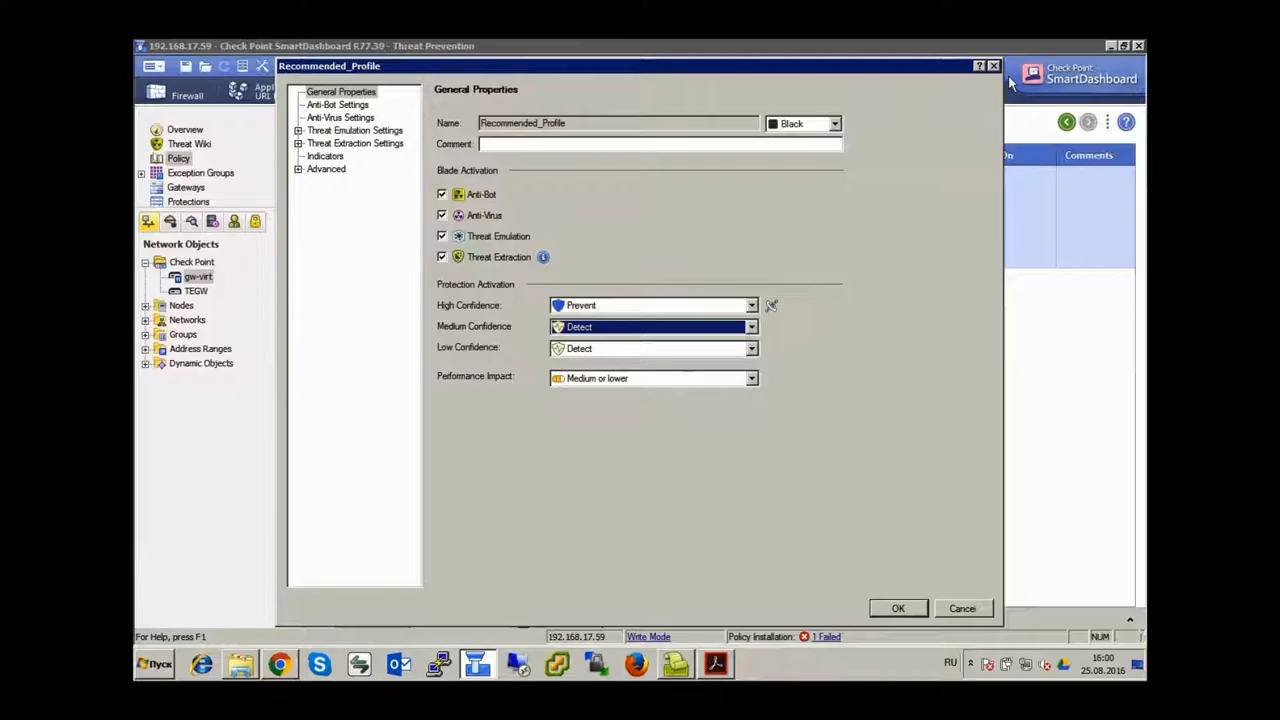 192.168.17.59 - Check Point SmartDashboard R77.30 - Threat Prevention
Recommended_Profile
Check Point
SmartDashboard
Firewall
Appl
URL
General Properties
Anti-Bot Settings
Anti-Virus Settings
Threat Emulation Settings
Threat Extraction Settings
Indicators
Advanced
General Properties
Name: Recommended_Profile Black
Comment:
Blade Activation
Anti-Bot
Anti-Virus
Threat Emulation
Threat Extraction
Protection Activation
High Confidence: Prevent
Medium Confidence Detect
Low Confidence: Detect
Performance Impact: Medium or lower
OK Cancel
Overview
Threat Wiki
Policy
Exception Groups
Gateways
Protections
Network Objects
Check Point
gw-virt
TEGW
Nodes
Networks
Groups
Address Ranges
Dynamic Objects
On Comments
For Help, press F1 192.168.17.59 Write Mode Policy Installation: 1 Failed NUM
Пуск RU 16:00
25.08.2016